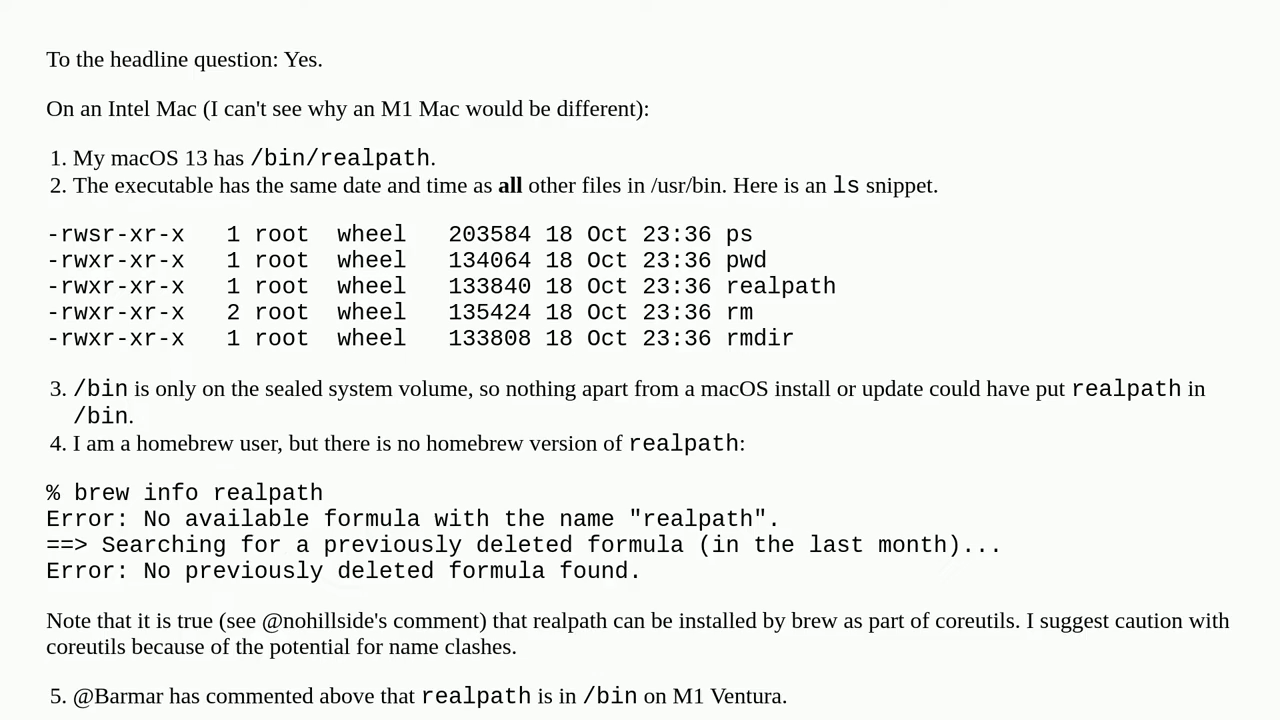 To the headline question: Yes.
On an Intel Mac (I can't see why an M1 Mac would be different):
1. My macOS 13 has /bin/realpath.
2. The executable has the same date and time as all other files in /usr/bin. Here is an ls snippet.
-rwsr-xr-x   1 root  wheel   203584 18 Oct 23:36 ps
-rwxr-xr-x   1 root  wheel   134064 18 Oct 23:36 pwd
-rwxr-xr-x   1 root  wheel   133840 18 Oct 23:36 realpath
-rwxr-xr-x   2 root  wheel   135424 18 Oct 23:36 rm
-rwxr-xr-x   1 root  wheel   133808 18 Oct 23:36 rmdir
3. /bin is only on the sealed system volume, so nothing apart from a macOS install or update could have put realpath in
/bin.
4. I am a homebrew user, but there is no homebrew version of realpath:
% brew info realpath
Error: No available formula with the name "realpath".
==> Searching for a previously deleted formula (in the last month)...
Error: No previously deleted formula found.
Note that it is true (see @nohillside's comment) that realpath can be installed by brew as part of coreutils. I suggest caution with
coreutils because of the potential for name clashes.
5. @Barmar has commented above that realpath is in /bin on M1 Ventura.